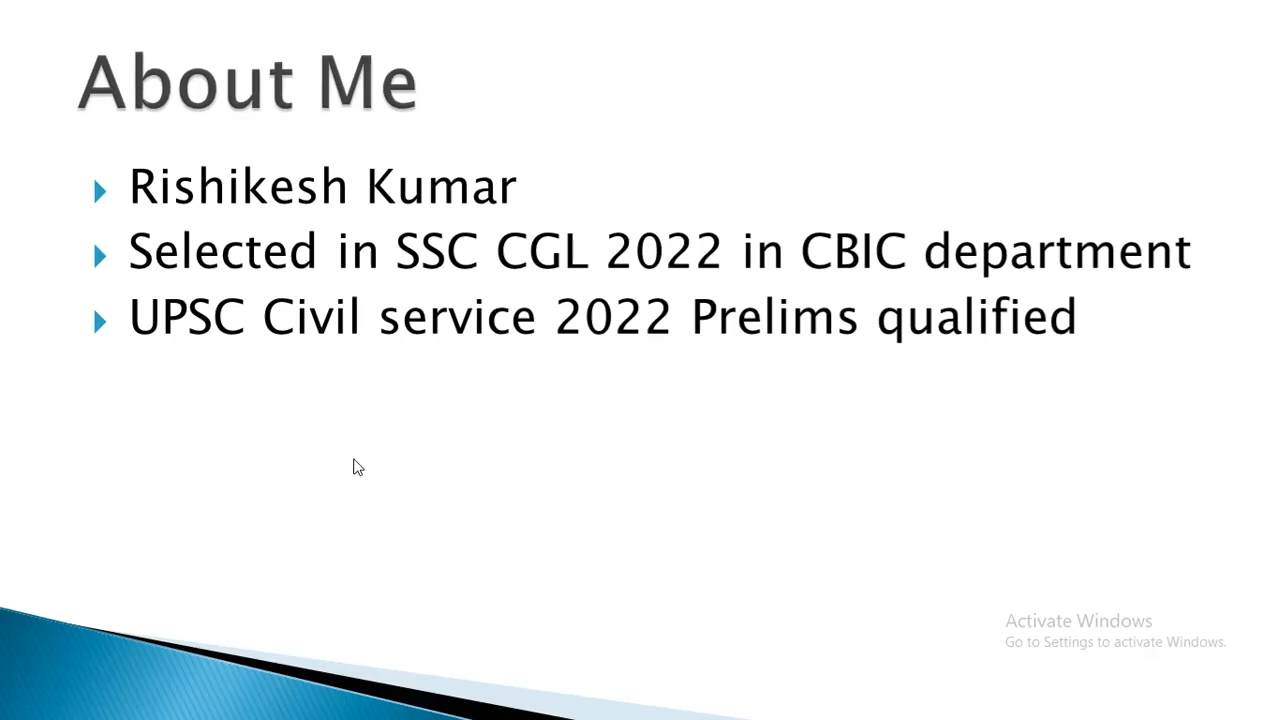 About Me
Rishikesh Kumar
Selected in SSC CGL 2022 in CBIC department
UPSC Civil service 2022 Prelims qualified
Activate Windows
Go to Settings to activate Windows.